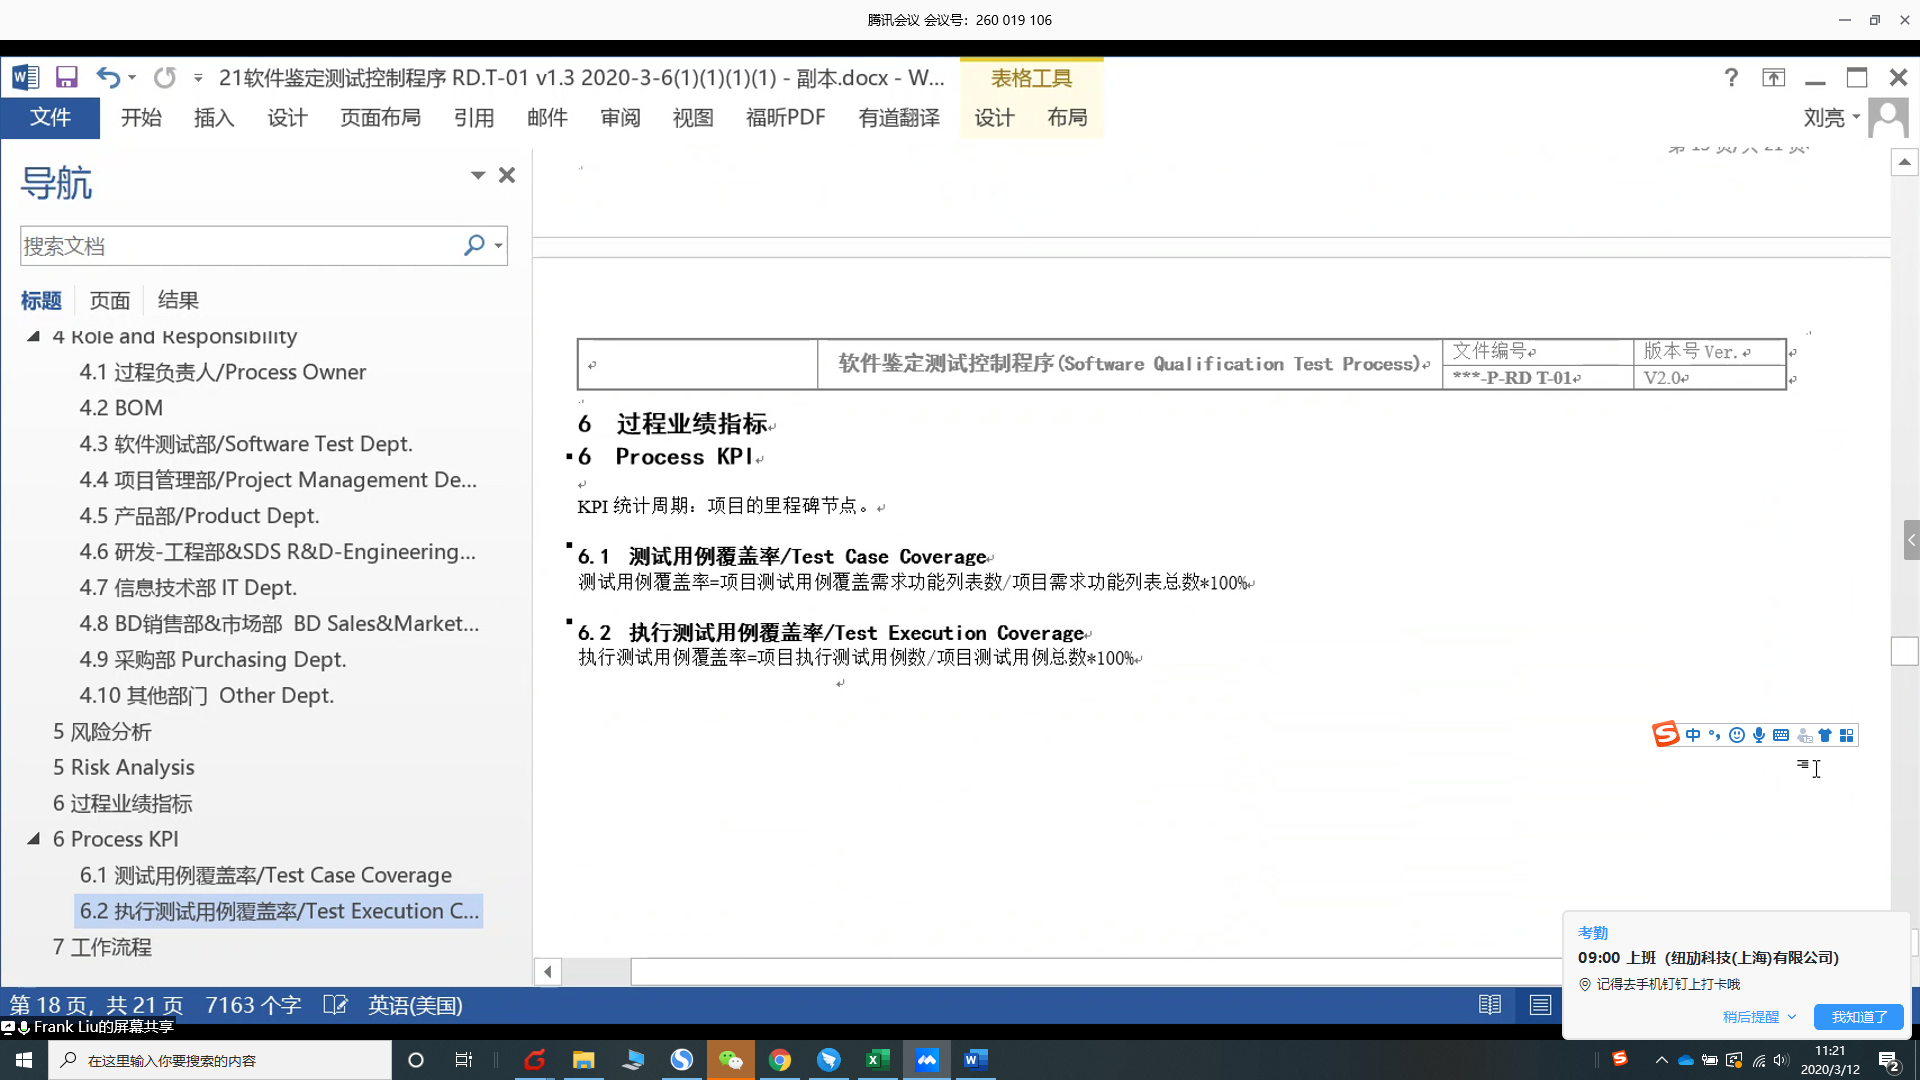 腾讯会议 会议号：260 019 106
21软件鉴定测试控制程序 RD.T-01 v1.3 2020-3-6(1)(1)(1)(1) - 副本.docx - W...
表格工具
文件 开始 插入 设计 页面布局 引用 邮件 审阅 视图 福昕PDF 有道翻译 设计 布局 刘亮
导航
搜索文档
标题 页面 结果
4 Role and Responsibility
4.1 过程负责人/Process Owner
4.2 BOM
4.3 软件测试部/Software Test Dept.
4.4 项目管理部/Project Management De...
4.5 产品部/Product Dept.
4.6 研发-工程部&SDS R&D-Engineering...
4.7 信息技术部 IT Dept.
4.8 BD销售部&市场部 BD Sales&Market...
4.9 采购部 Purchasing Dept.
4.10 其他部门 Other Dept.
5 风险分析
5 Risk Analysis
6 过程业绩指标
6 Process KPI
6.1 测试用例覆盖率/Test Case Coverage
6.2 执行测试用例覆盖率/Test Execution C...
7 工作流程
软件鉴定测试控制程序(Software Qualification Test Process)
文件编号
版本号 Ver.
***-P-RD T-01
V2.0
6 过程业绩指标
6 Process KPI
KPI 统计周期：项目的里程碑节点。
6.1 测试用例覆盖率/Test Case Coverage
测试用例覆盖率=项目测试用例覆盖需求功能列表数/项目需求功能列表总数*100%
6.2 执行测试用例覆盖率/Test Execution Coverage
执行测试用例覆盖率=项目执行测试用例数/项目测试用例总数*100%
中
考勤
09:00 上班 (纽劢科技(上海)有限公司)
记得去手机钉钉上打卡哦
稍后提醒 我知道了
第 18 页，共 21 页 7163 个字 英语(美国)
Frank Liu的屏幕共享
在这里输入你要搜索的内容
11:21
2020/3/12
2